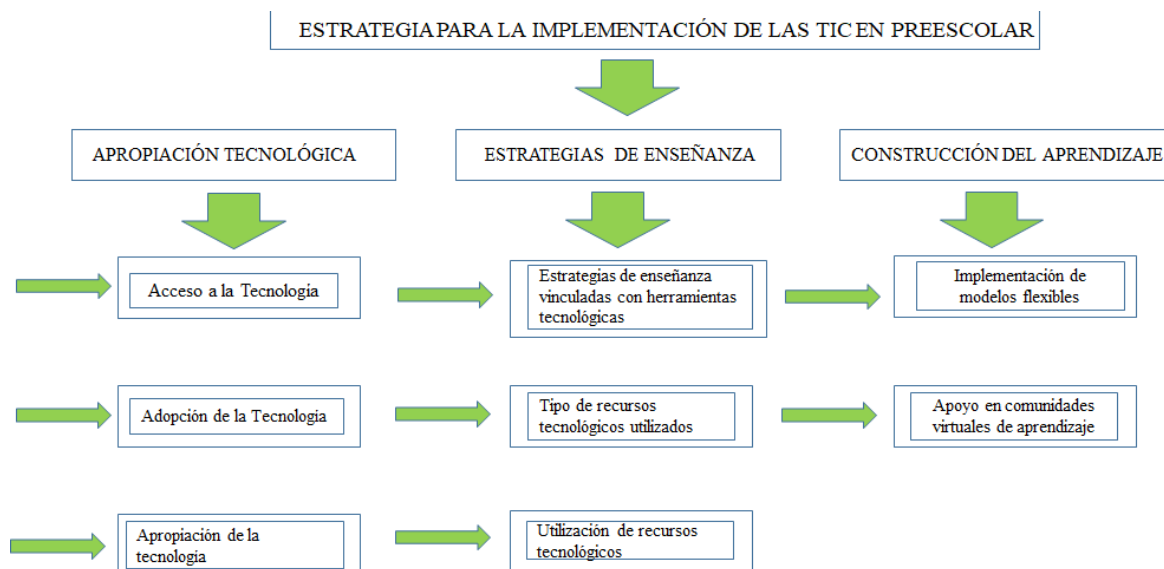 ESTRATEGIA PARA LA IMPLEMENTACIÓN DE LAS TIC EN PREESCOLAR
APROPIACIÓN TECNOLÓGICA
ESTRATEGIAS DE ENSEÑANZA
CONSTRUCCIÓN DEL APRENDIZAJE
Acceso a la Tecnología
Estrategias de enseñanza
vinculadas con herramientas
tecnológicas
Implementación de
modelos flexibles
Adopción de la Tecnología
Tipo de recursos
tecnológicos utilizados
Apoyo en comunidades
virtuales de aprendizaje
Apropiación de la
tecnología
Utilización de recursos
tecnológicos